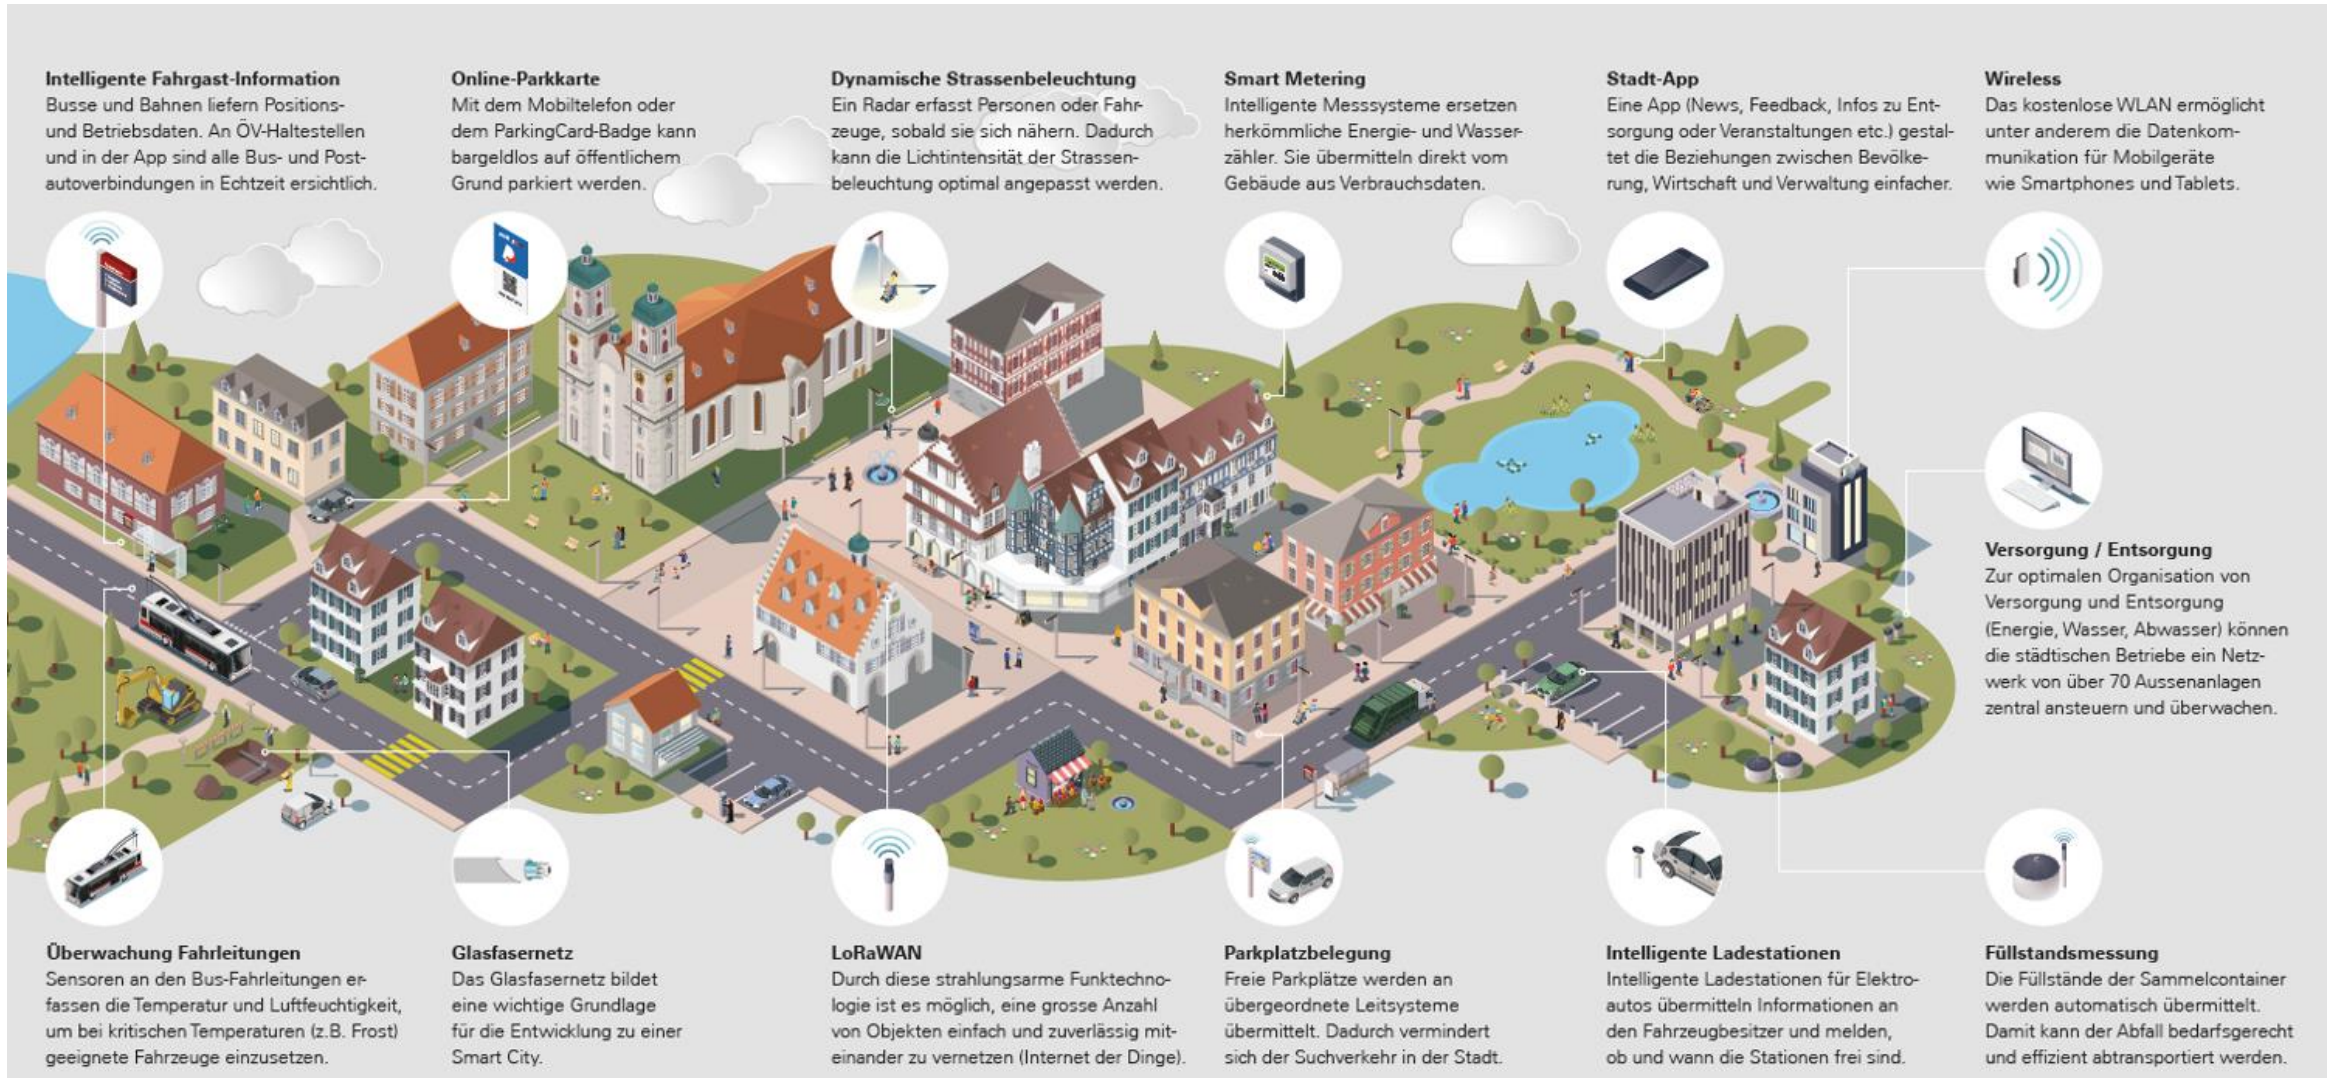 Intelligente Fahrgast-Information
Busse und Bahnen liefern Positions-
und Betriebsdaten. An ÖV-Haltestellen
und in der App sind alle Bus- und Post-
autoverbindungen in Echtzeit ersichtlich.
Online-Parkkarte
Mit dem Mobiltelefon oder
dem ParkingCard-Badge kann
bargeldlos auf öffentlichem
Grund parkiert werden.
Dynamische Strassenbeleuchtung
Ein Radar erfasst Personen oder Fahr-
zeuge, sobald sie sich nähern. Dadurch
kann die Lichtintensität der Strassen-
beleuchtung optimal angepasst werden.
Smart Metering
Intelligente Messsysteme ersetzen
herkömmliche Energie- und Wasser-
zähler. Sie übermitteln direkt vom
Gebäude aus Verbrauchsdaten.
Stadt-App
Eine App (News, Feedback, Infos zu Ent-
sorgung oder Veranstaltungen etc.) gestal-
tet die Beziehungen zwischen Bevölke-
rung, Wirtschaft und Verwaltung einfacher.
Wireless
Das kostenlose WLAN ermöglicht
unter anderem die Datenkom-
munikation für Mobilgeräte
wie Smartphones und Tablets.
Versorgung / Entsorgung
Zur optimalen Organisation von
Versorgung und Entsorgung
(Energie, Wasser, Abwasser) können
die städtischen Betriebe ein Netz-
werk von über 70 Aussenanlagen
zentral ansteuern und überwachen.
Überwachung Fahrleitungen
Sensoren an den Bus-Fahrleitungen er-
fassen die Temperatur und Luftfeuchtigkeit,
um bei kritischen Temperaturen (z.B. Frost)
geeignete Fahrzeuge einzusetzen.
Glasfasernetz
Das Glasfasernetz bildet
eine wichtige Grundlage
für die Entwicklung zu einer
Smart City.
LoRaWAN
Durch diese strahlungsarme Funktechno-
logie ist es möglich, eine grosse Anzahl
von Objekten einfach und zuverlässig mit-
einander zu vernetzen (Internet der Dinge).
Parkplatzbelegung
Freie Parkplätze werden an
übergeordnete Leitsysteme
übermittelt. Dadurch vermindert
sich der Suchverkehr in der Stadt.
Intelligente Ladestationen
Intelligente Ladestationen für Elektro-
autos übermitteln Informationen an
den Fahrzeugbesitzer und melden,
ob und wann die Stationen frei sind.
Füllstandsmessung
Die Füllstände der Sammelcontainer
werden automatisch übermittelt.
Damit kann der Abfall bedarfsgerecht
und effizient abtransportiert werden.